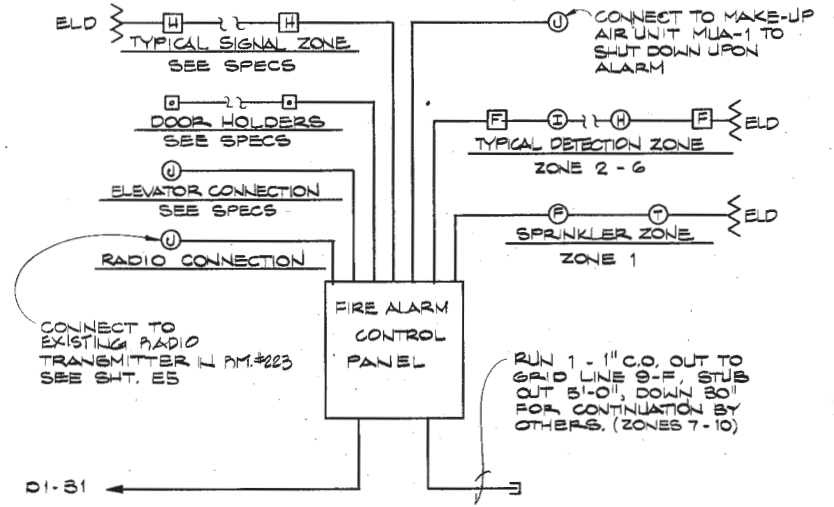 ELD
H
H
TYPICAL SIGNAL ZONE
SEE SPECS
DOOR HOLDERS
SEE SPECS
J
ELEVATOR CONNECTION
SEE SPECS
J
RADIO CONNECTION
CONNECT TO
EXISTING RADIO
TRANSMITTER IN RM.#223
SEE SHT. E5
J
CONNECT TO MAKE-UP
AIR UNIT MUA-1 TO
SHUT DOWN UPON
ALARM
F
I
H
F
ELD
TYPICAL DETECTION ZONE
ZONE 2 - 6
F
T
ELD
SPRINKLER ZONE
ZONE 1
FIRE ALARM
CONTROL
PANEL
RUN 1 - 1" C.O. OUT TO
GRID LINE 9-F, STUB
OUT 5'-0", DOWN 30"
FOR CONTINUATION BY
OTHERS. (ZONES 7-10)
D1-31